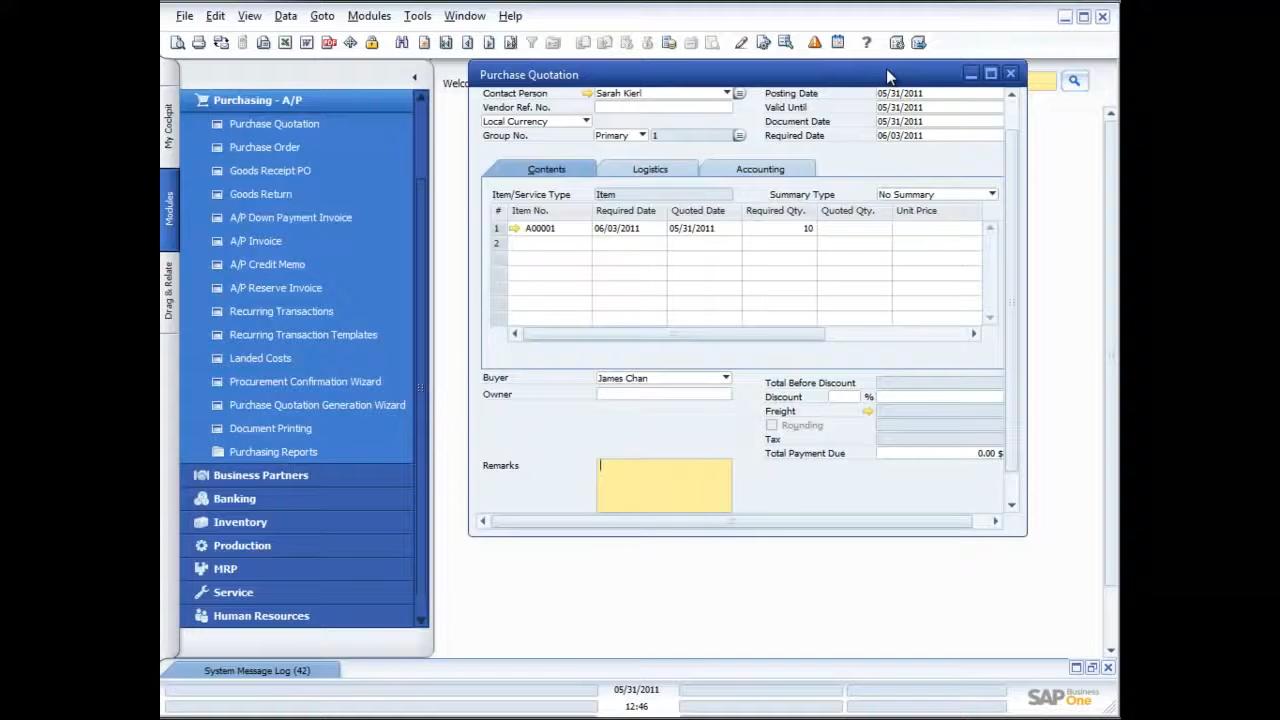 File Edit View Data Goto Modules Tools Window Help
Welco
My Cockpit
Modules
Drag & Relate
Purchasing - A/P
Purchase Quotation
Purchase Order
Goods Receipt PO
Goods Return
A/P Down Payment Invoice
A/P Invoice
A/P Credit Memo
A/P Reserve Invoice
Recurring Transactions
Recurring Transaction Templates
Landed Costs
Procurement Confirmation Wizard
Purchase Quotation Generation Wizard
Document Printing
Purchasing Reports
Business Partners
Banking
Inventory
Production
MRP
Service
Human Resources
Purchase Quotation
Contact Person Sarah Kierl Posting Date 05/31/2011
Vendor Ref. No. Valid Until 05/31/2011
Local Currency Document Date 05/31/2011
Group No. Primary 1 Required Date 06/03/2011
Contents Logistics Accounting
Item/Service Type Item Summary Type No Summary
# Item No. Required Date Quoted Date Required Qty. Quoted Qty. Unit Price
1 A00001 06/03/2011 05/31/2011 10
2
Buyer James Chan Total Before Discount
Owner Discount %
Freight
Rounding
Tax
Remarks Total Payment Due 0.00 $
System Message Log (42)
05/31/2011
12:46
SAP Business One